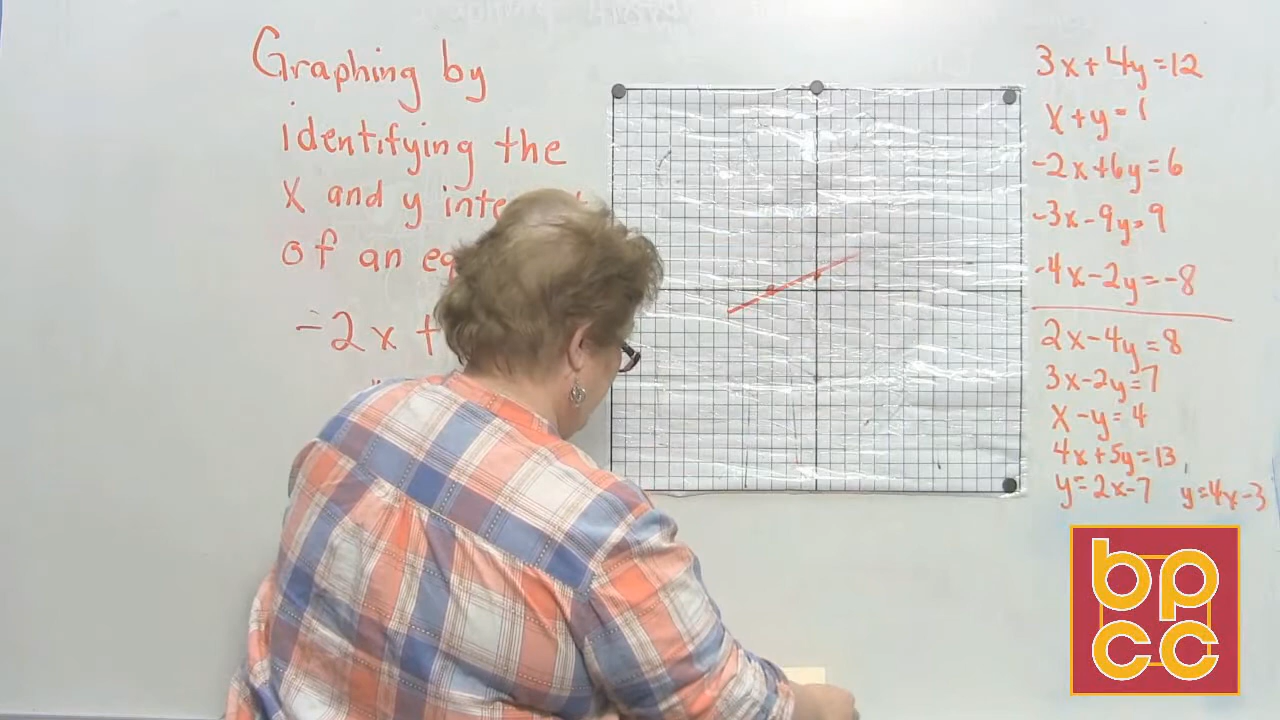 Graphing by
identifying the
x and y inte
of an eq
-2x +
3x+4y=12
x+y=1
-2x+6y=6
-3x-9y=9
-4x-2y=-8
2x-4y=8
3x-2y=7
x-y=4
4x+5y=13
y=2x-7 y=4x-3
bp
cc